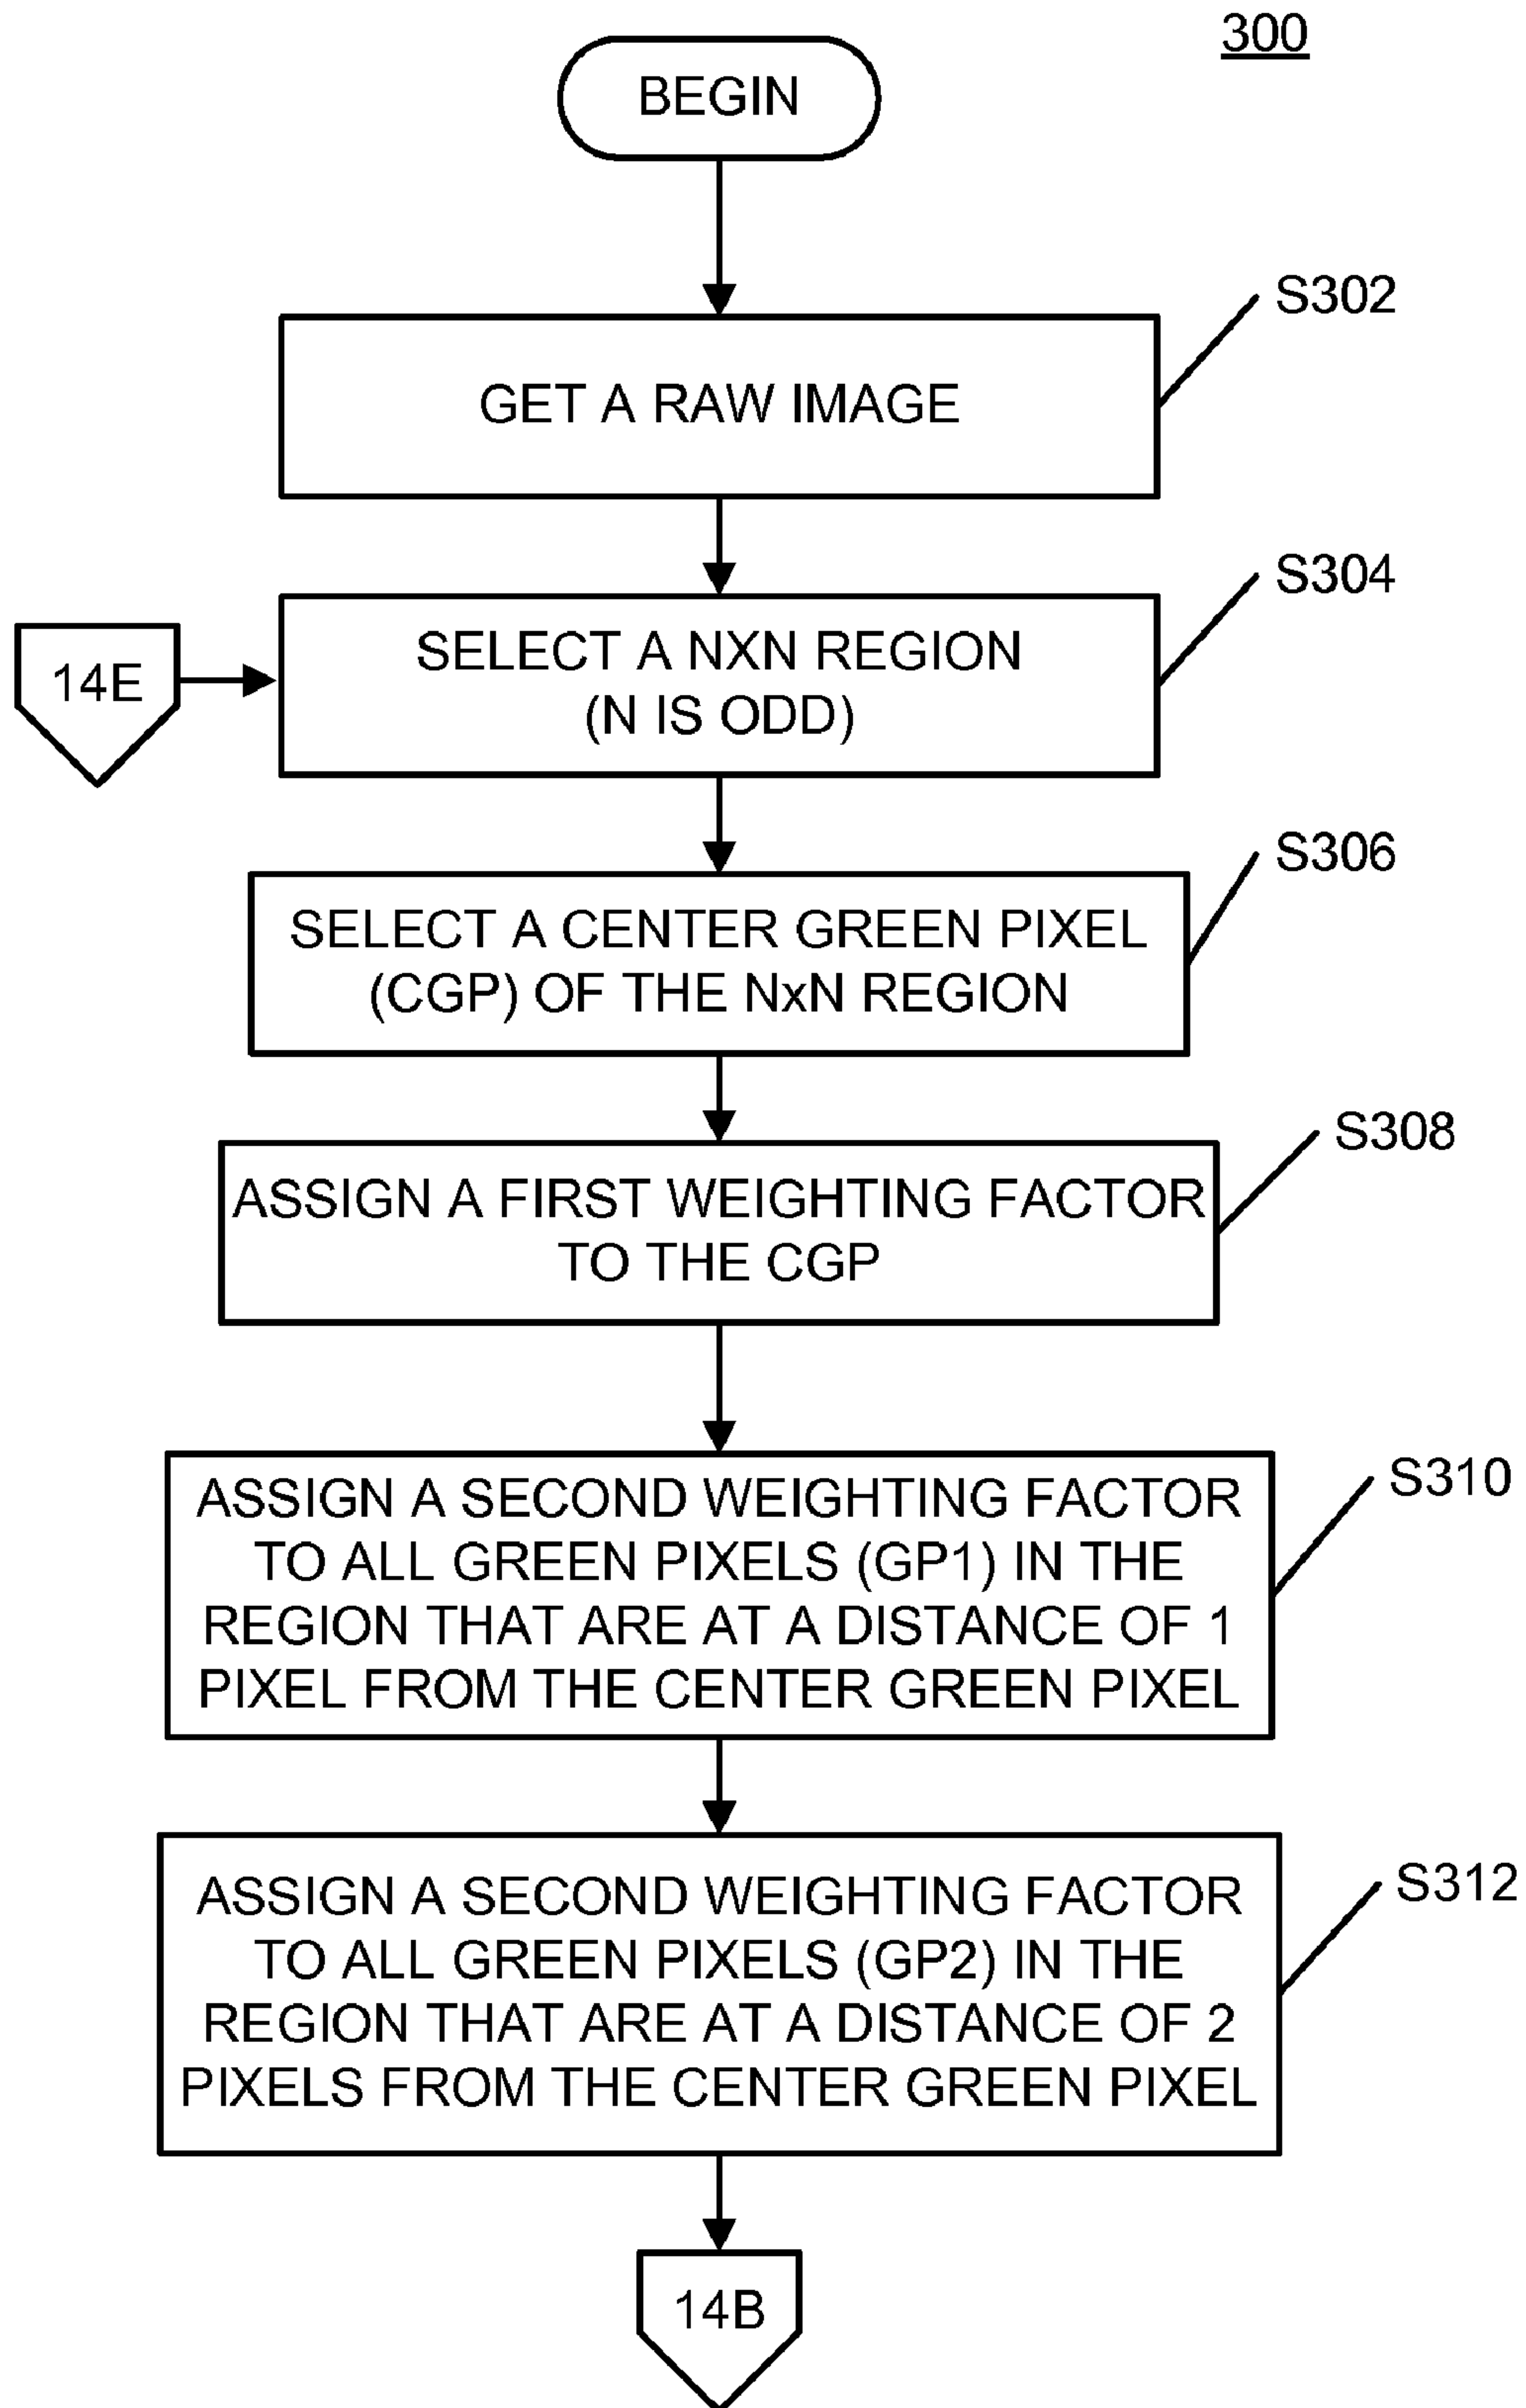 300
BEGIN
S302
GET A RAW IMAGE
S304
14E
SELECT A NXN REGION
(N IS ODD)
S306
SELECT A CENTER GREEN PIXEL
(CGP) OF THE NxN REGION
S308
ASSIGN A FIRST WEIGHTING FACTOR
TO THE CGP
S310
ASSIGN A SECOND WEIGHTING FACTOR
TO ALL GREEN PIXELS (GP1) IN THE
REGION THAT ARE AT A DISTANCE OF 1
PIXEL FROM THE CENTER GREEN PIXEL
S312
ASSIGN A SECOND WEIGHTING FACTOR
TO ALL GREEN PIXELS (GP2) IN THE
REGION THAT ARE AT A DISTANCE OF 2
PIXELS FROM THE CENTER GREEN PIXEL
14B